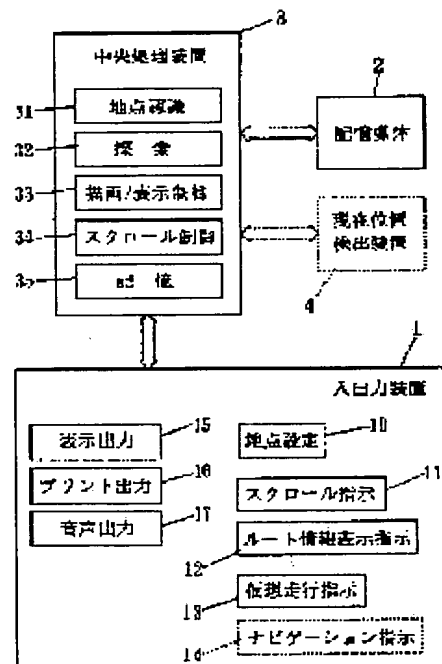 3
中央処理装置
31
地点認識
32
探索
33
描画/表示制御
34
スクロール制御
35
記憶
2
記憶媒体
現在位置
検出装置
4
1
入出力装置
表示出力
15
プリント出力
16
音声出力
17
地点設定
10
スクロール指示
11
ルート情報表示指示
12
仮想走行指示
13
ナビゲーション指示
14